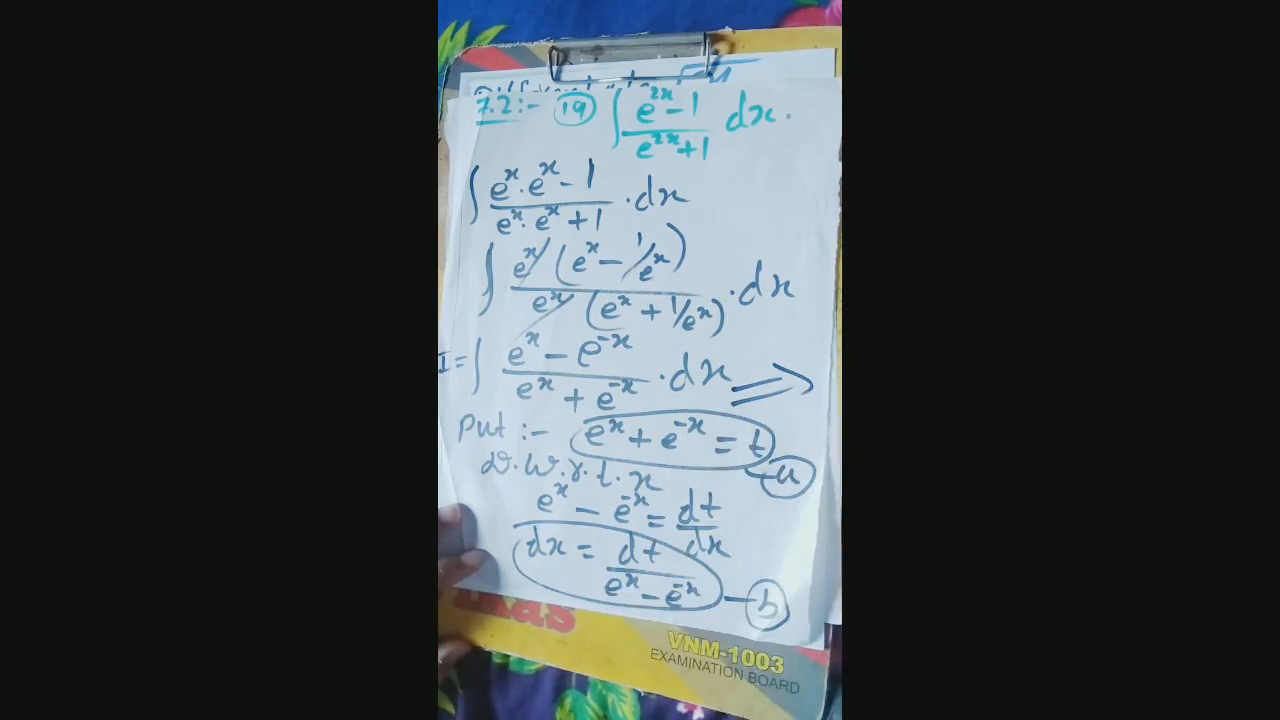 7.2:- (19) ∫ e^2x - 1 / e^2x + 1 dx.
∫ e^x · e^x - 1 / e^x · e^x + 1 · dx
∫ e^x (e^x - 1/e^x) / e^x (e^x + 1/e^x) · dx
I = ∫ e^x - e^-x / e^x + e^-x · dx ⇒
Put :- e^x + e^-x = t — (a)
D.W.r.t.x
e^x - e^-x = dt/dx
dx = dt / e^x - e^-x — (b)
VNM-1003
EXAMINATION BOARD